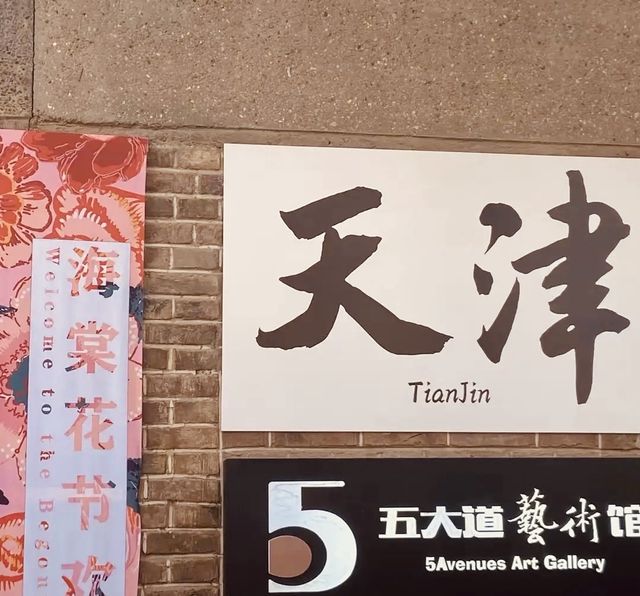 海棠花节欢
Welcome to the Begon
天津
TianJin
5
五大道藝術馆
5Avenues Art Gallery